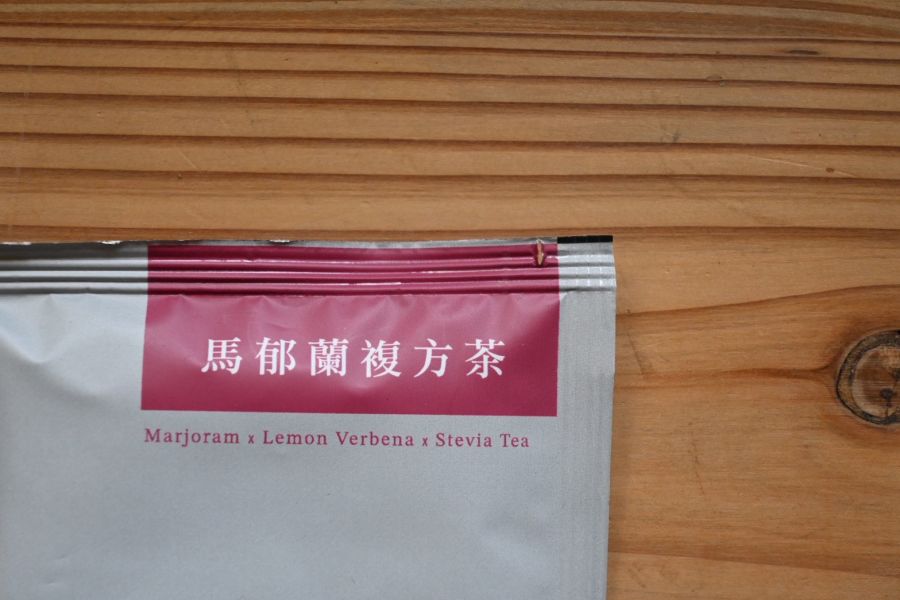 馬郁蘭複方茶
Marjoram x Lemon Verbena x Stevia Tea